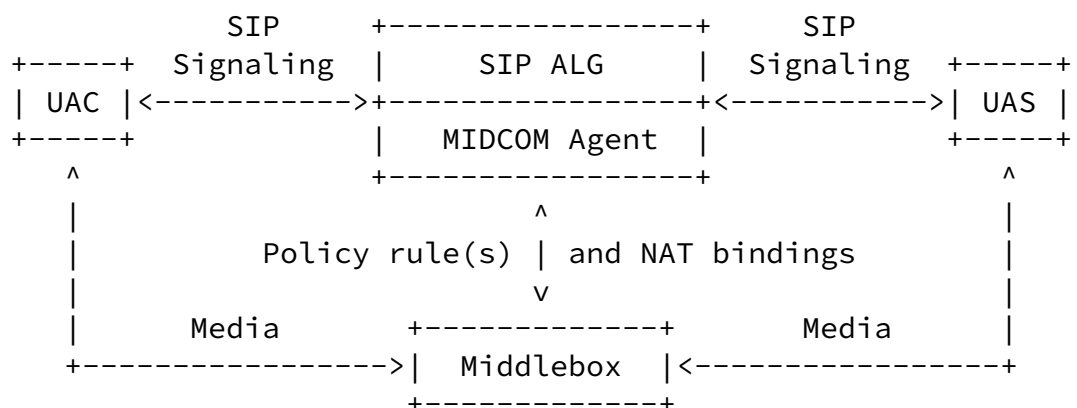 SIP SIP
Signaling SIP ALG Signaling
UAC UAS
MIDCOM Agent
Policy rule(s) and NAT bindings
Media Media
Middlebox